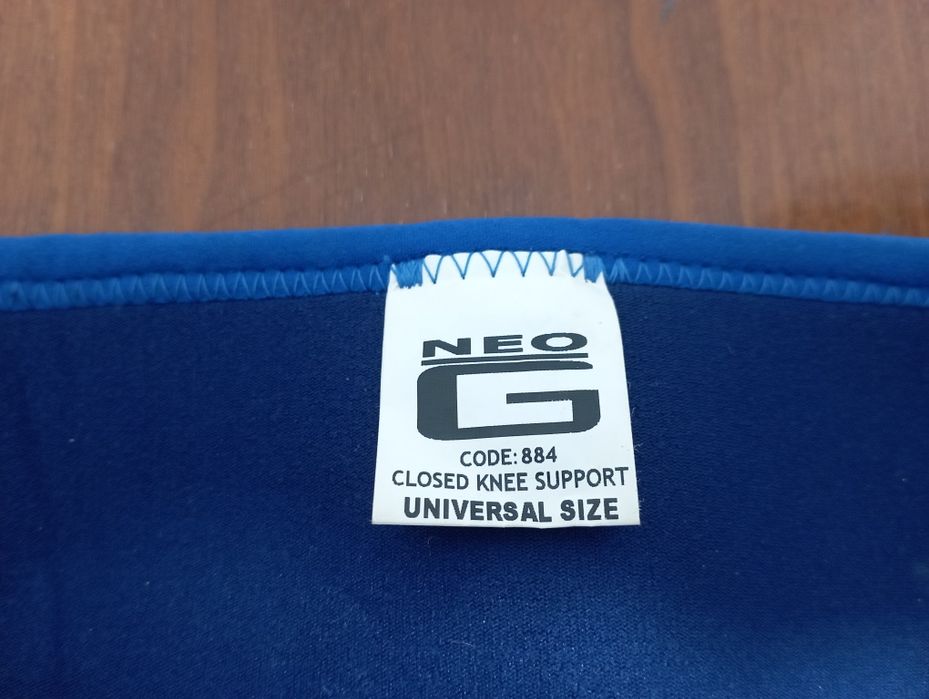 NEO
G
CODE: 884
CLOSED KNEE SUPPORT
UNIVERSAL SIZE